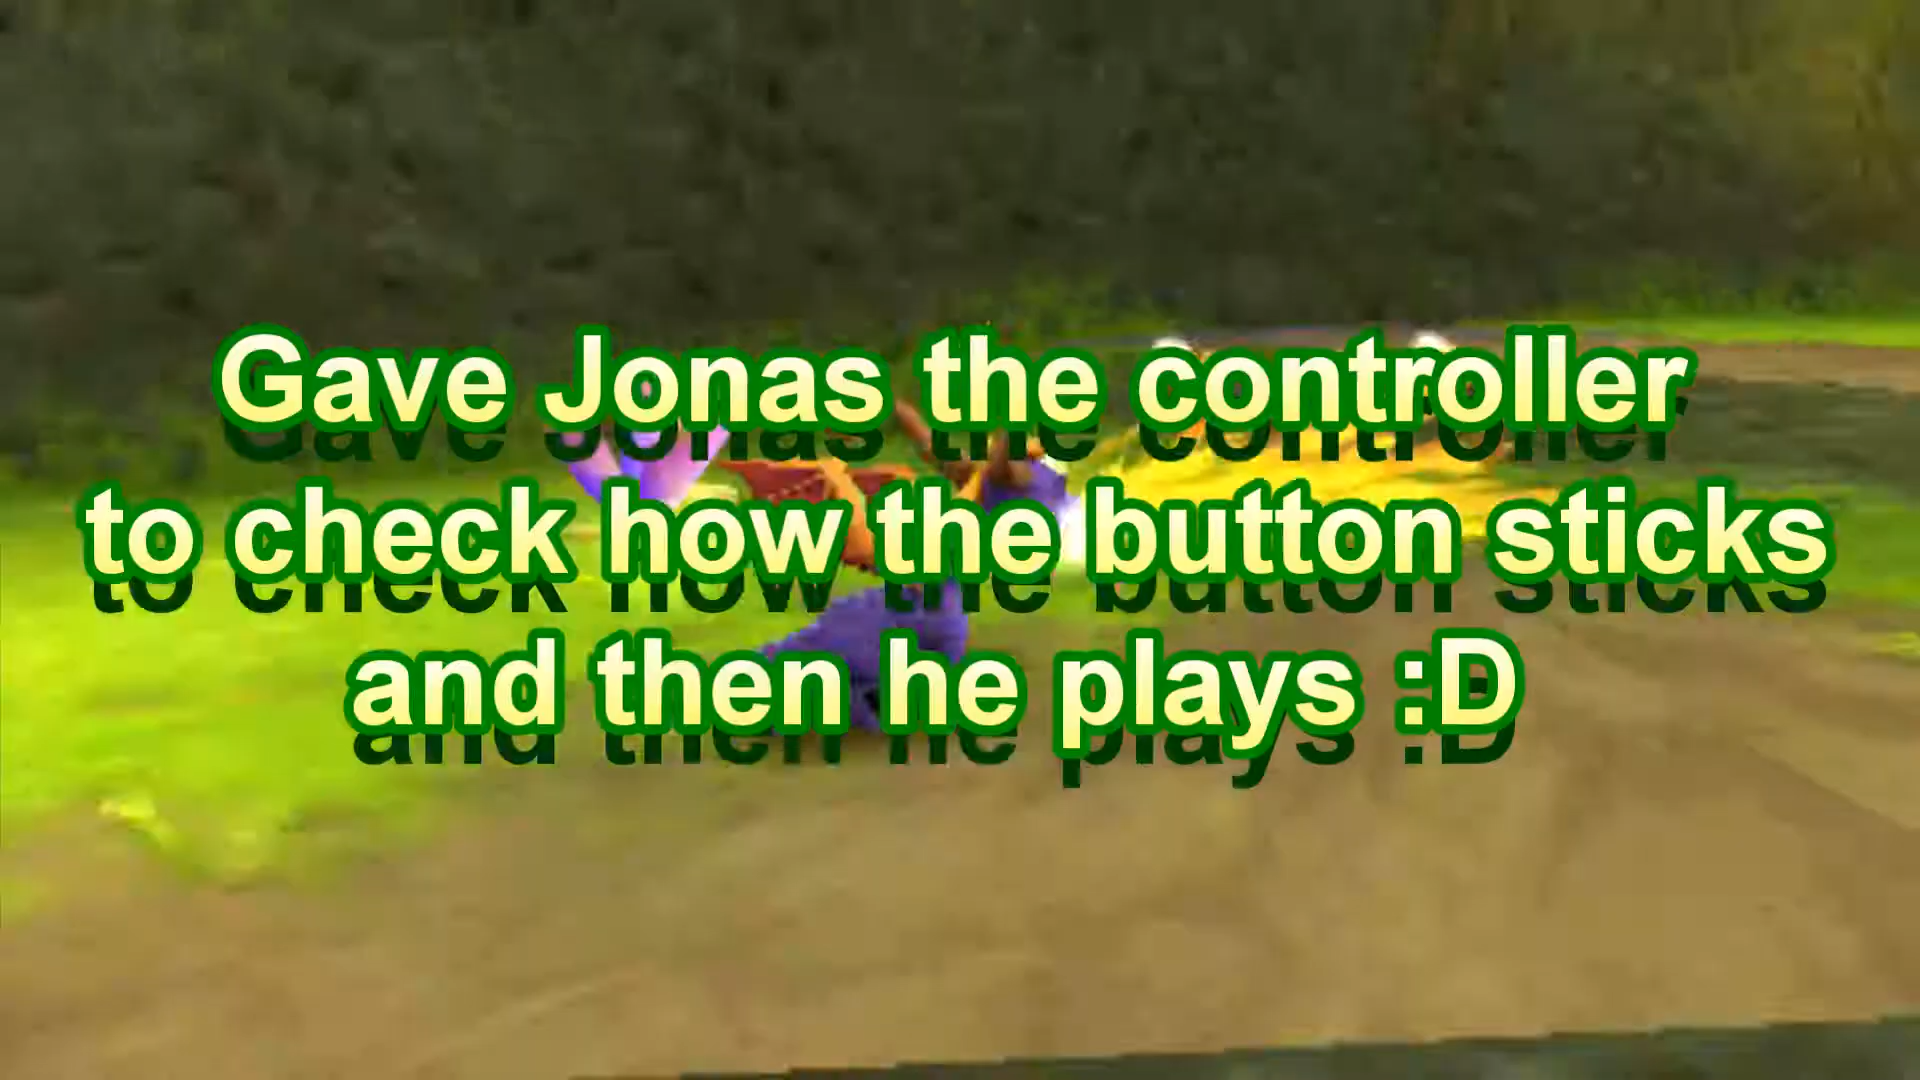 Gave Jonas the controller
to check how the button sticks
and then he plays :D